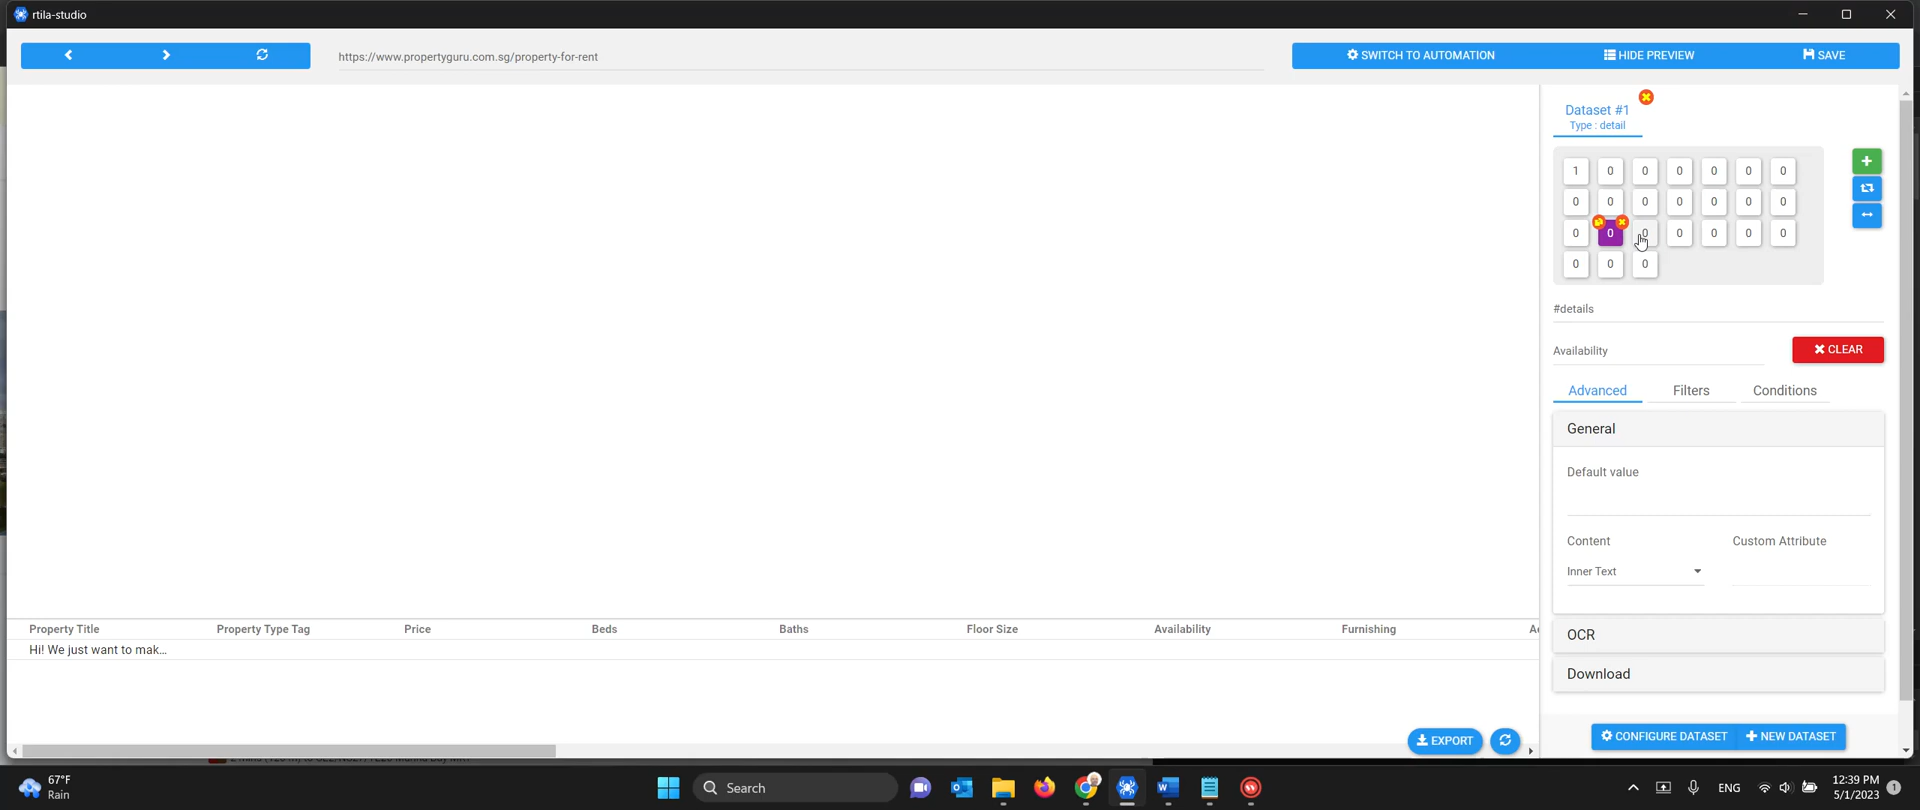 rtila-studio
https://www.propertyguru.com.sg/property-for-rent
SWITCH TO AUTOMATION
HIDE PREVIEW
SAVE
Dataset #1
Type : detail
1 0 0 0 0 0 0
0 0 0 0 0 0 0
0 0 0 0 0 0 0
0 0 0
#details
Availability
CLEAR
Advanced Filters Conditions
General
Default value
Content Custom Attribute
Inner Text
OCR
Download
CONFIGURE DATASET
NEW DATASET
Property Title Property Type Tag Price Beds Baths Floor Size Availability Furnishing
Hi! We just want to mak...
EXPORT
67°F
Rain
Search
ENG
12:39 PM
5/1/2023
1